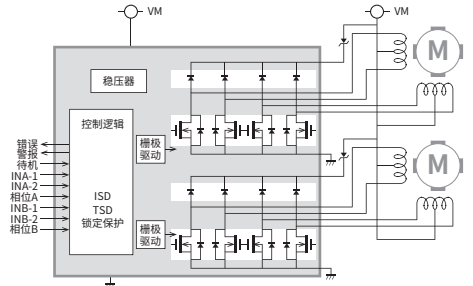 VM
VM
稳压器
控制逻辑
栅极
驱动
错误
警报
待机
INA-1
INA-2
相位A
INB-1
INB-2
相位B
ISD
TSD
锁定保护
栅极
驱动
M
M